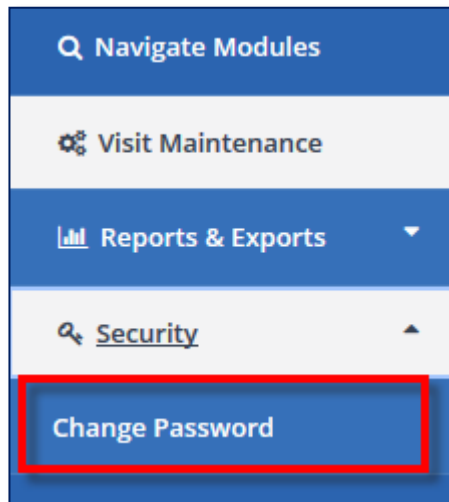 Navigate Modules
Visit Maintenance
Reports & Exports
Security
Change Password